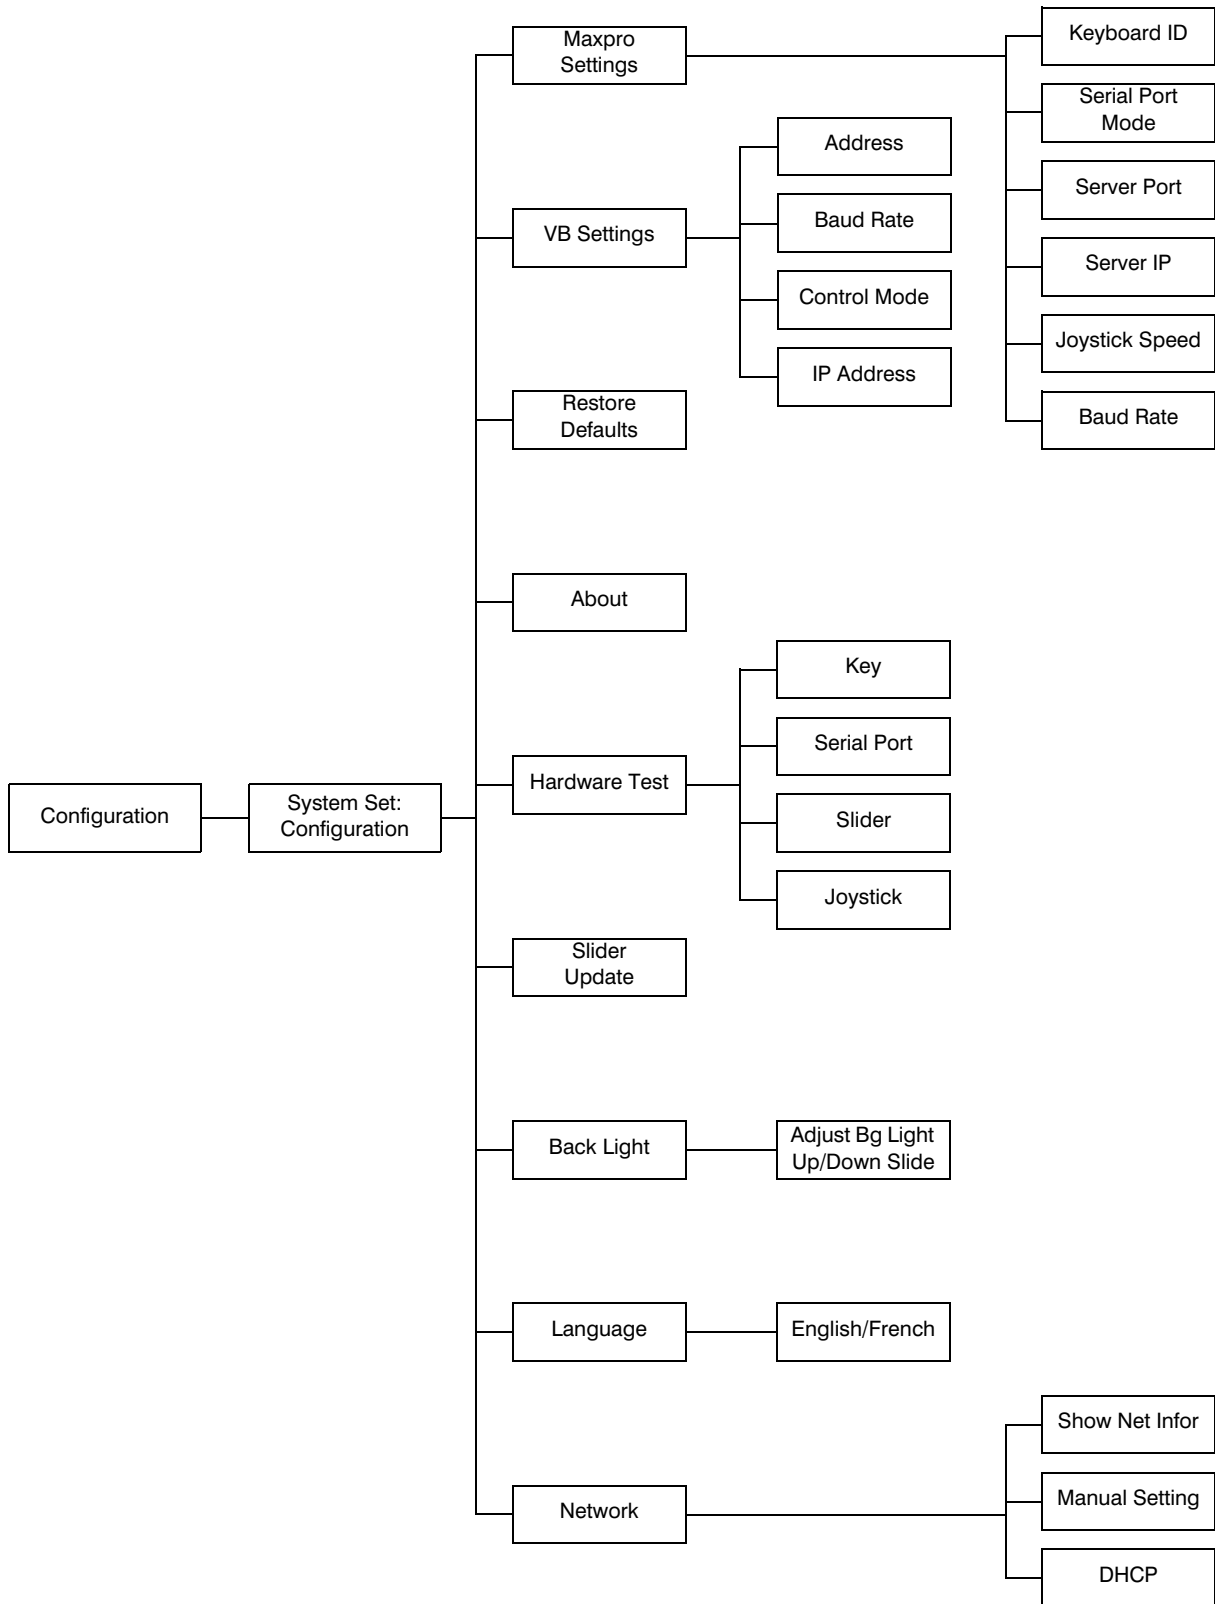 Configuration
System Set:
Configuration
Maxpro
Settings
Keyboard ID
Serial Port
Mode
Server Port
Server IP
Joystick Speed
Baud Rate
VB Settings
Address
Baud Rate
Control Mode
IP Address
Restore
Defaults
About
Hardware Test
Key
Serial Port
Slider
Joystick
Slider
Update
Back Light
Adjust Bg Light
Up/Down Slide
Language
English/French
Network
Show Net Infor
Manual Setting
DHCP